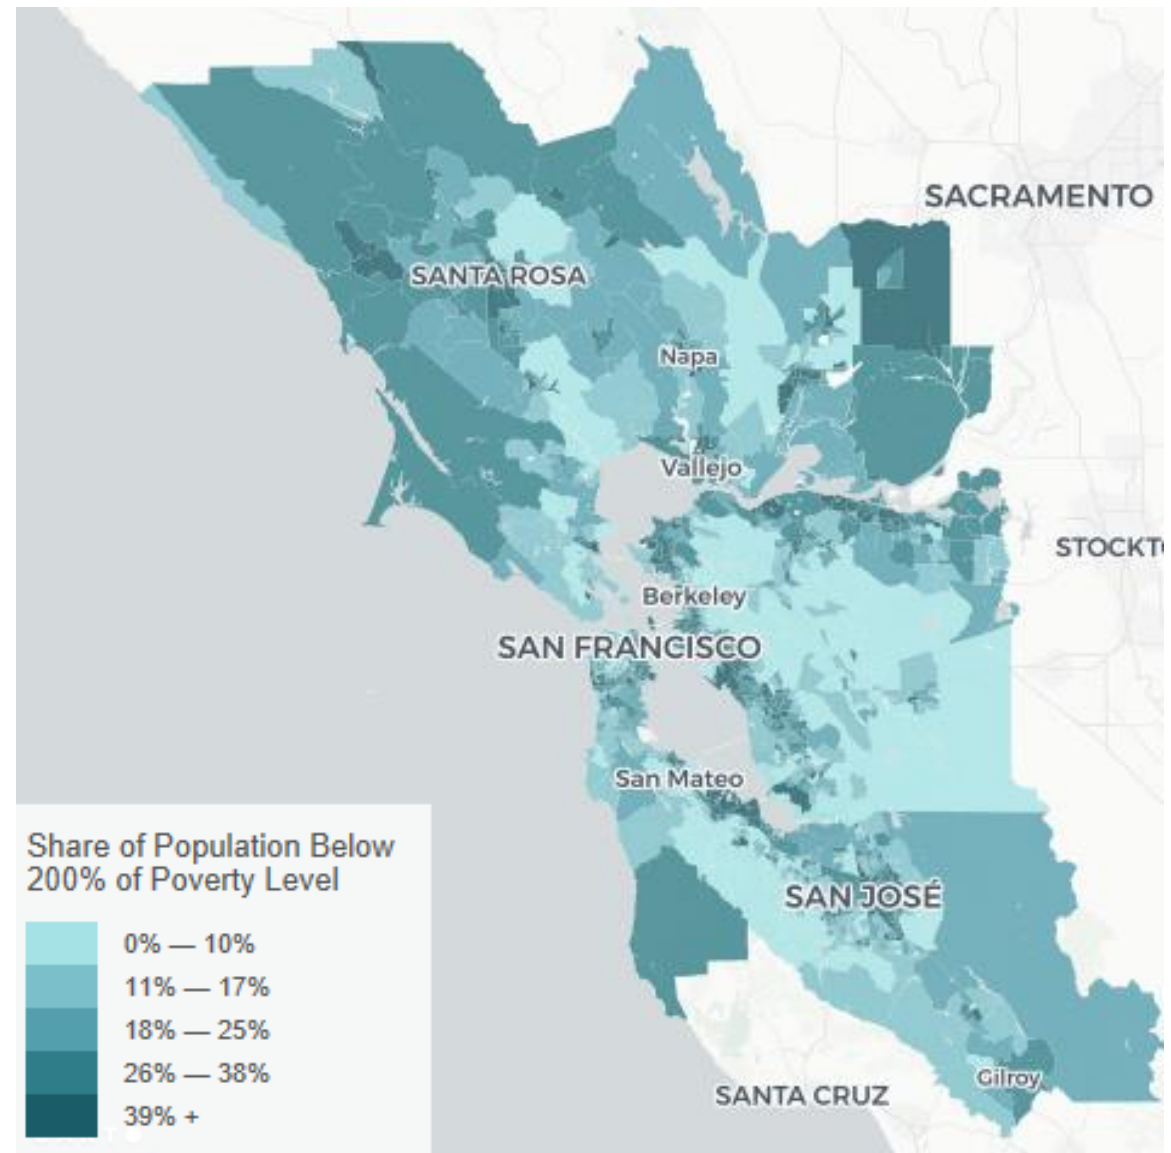 SACRAMENTO
SANTA ROSA
Napa
Vallejo
STOCKT
Berkeley
SAN FRANCISCO
San Mateo
SAN JOSÉ
Gilroy
SANTA CRUZ
Share of Population Below
200% of Poverty Level
0% — 10%
11% — 17%
18% — 25%
26% — 38%
39% +